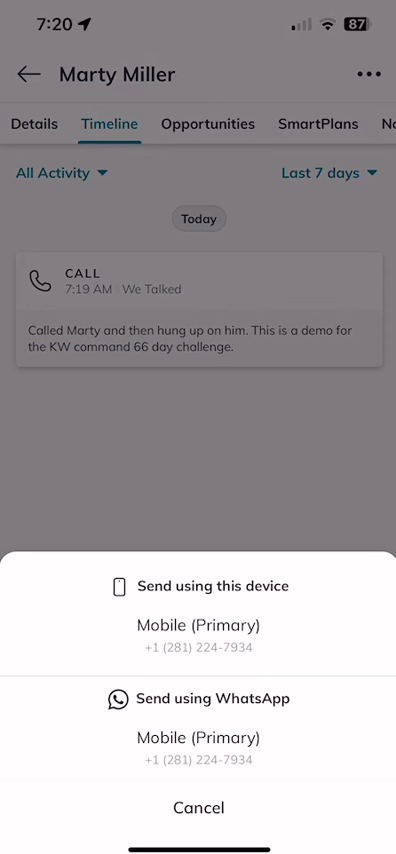 7:20
87
Marty Miller
Details Timeline Opportunities SmartPlans No
All Activity Last 7 days
Today
CALL
7:19 AM We Talked
Called Marty and then hung up on him. This is a demo for
the KW command 66 day challenge.
Send using this device
Mobile (Primary)
+1 (281) 224-7934
Send using WhatsApp
Mobile (Primary)
+1 (281) 224-7934
Cancel